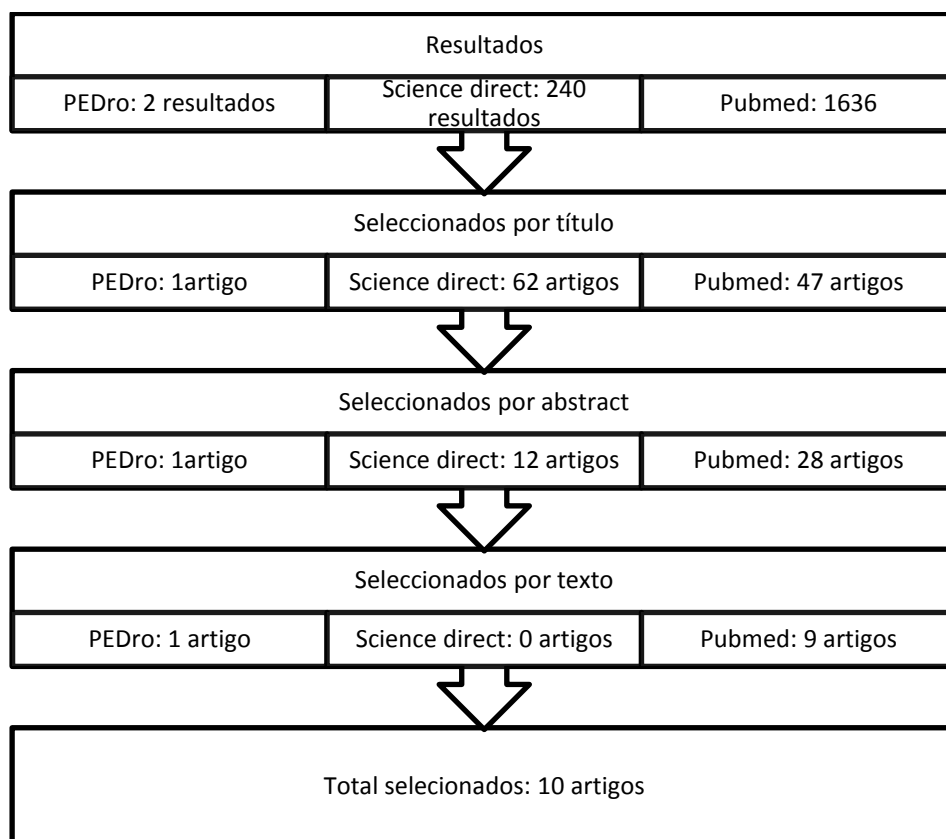 Resultados
PEDro: 2 resultados
Science direct: 240
resultados
Pubmed: 1636
Seleccionados por título
PEDro: 1artigo
Science direct: 62 artigos
Pubmed: 47 artigos
Seleccionados por abstract
PEDro: 1artigo
Science direct: 12 artigos
Pubmed: 28 artigos
Seleccionados por texto
PEDro: 1 artigo
Science direct: 0 artigos
Pubmed: 9 artigos
Total selecionados: 10 artigos